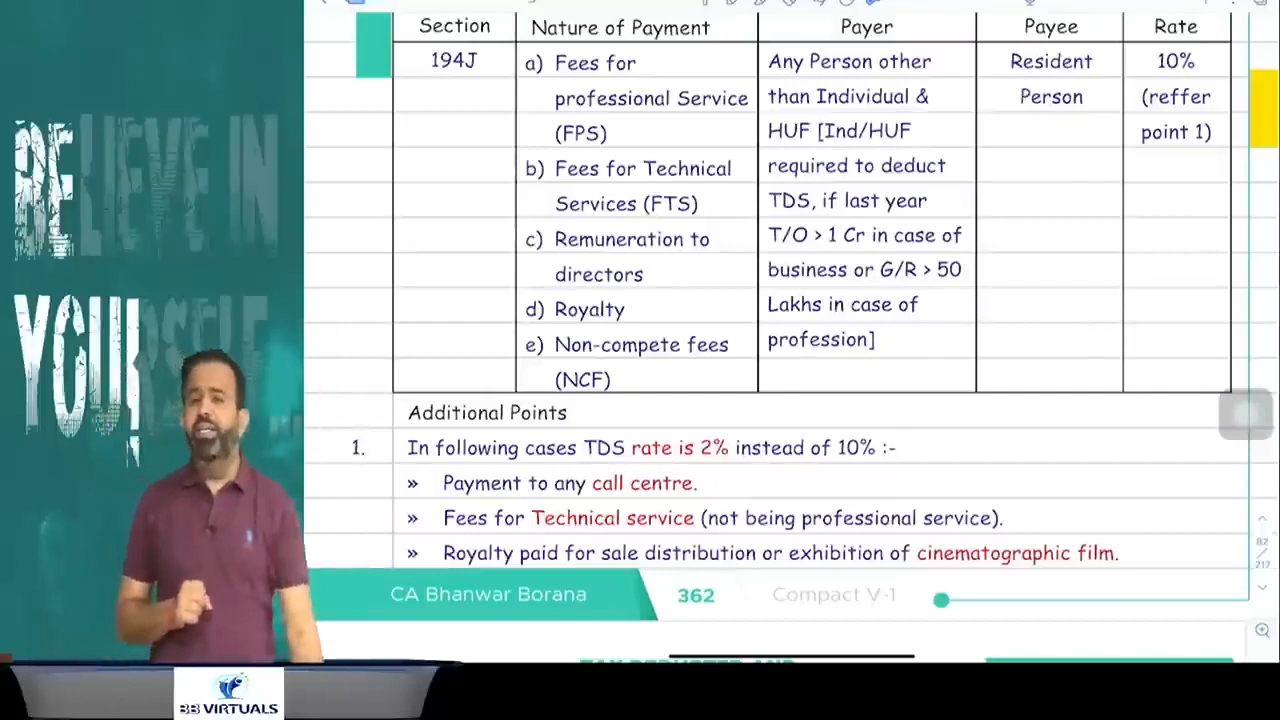 BELIEVE IN
YOURSELF
Section Nature of Payment Payer Payee Rate
194J a) Fees for Any Person other Resident 10%
professional Service than Individual & Person (reffer
(FPS) HUF [Ind/HUF point 1)
b) Fees for Technical required to deduct
Services (FTS) TDS, if last year
c) Remuneration to T/O > 1 Cr in case of
directors business or G/R > 50
d) Royalty Lakhs in case of
e) Non-compete fees profession]
(NCF)
Additional Points
1. In following cases TDS rate is 2% instead of 10% :-
» Payment to any call centre.
» Fees for Technical service (not being professional service).
» Royalty paid for sale distribution or exhibition of cinematographic film.
82
/
217
CA Bhanwar Borana 362 Compact V-1
BB VIRTUALS